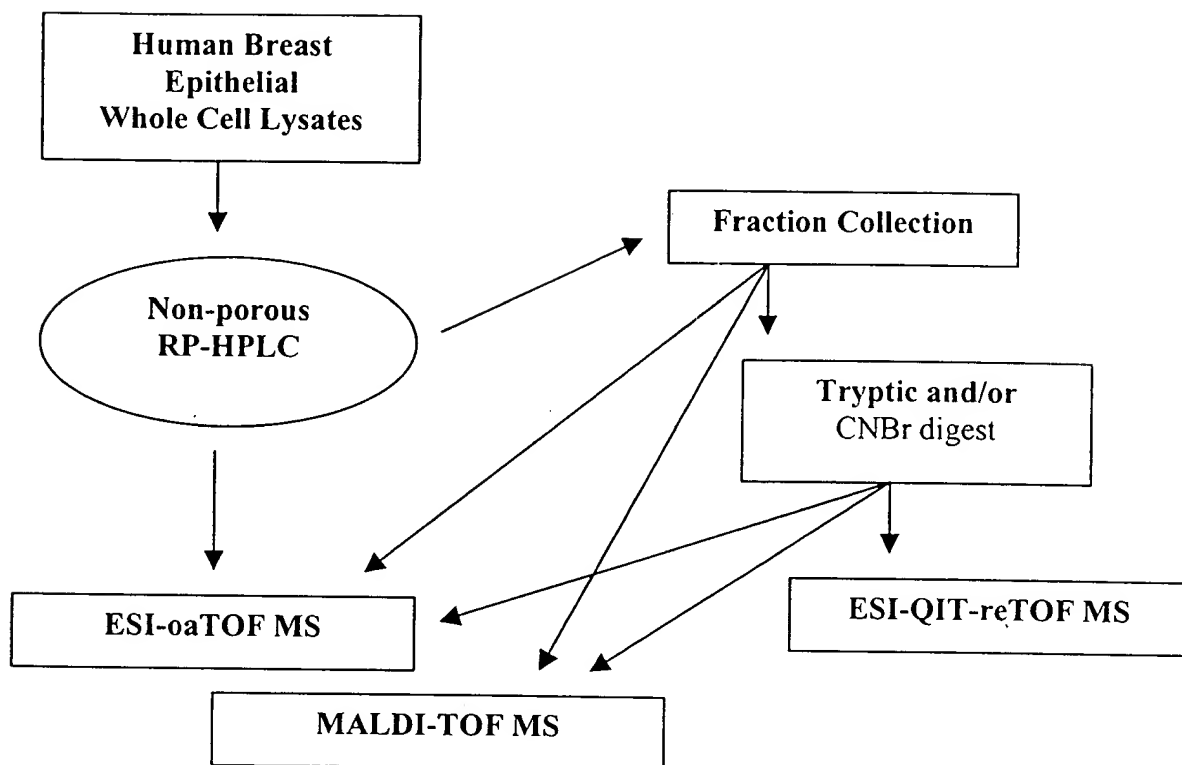 Human Breast
Epithelial
Whole Cell Lysates
Fraction Collection
Non-porous
RP-HPLC
Tryptic and/or
CNBr digest
ESI-oaTOF MS
ESI-QIT-reTOF MS
MALDI-TOF MS